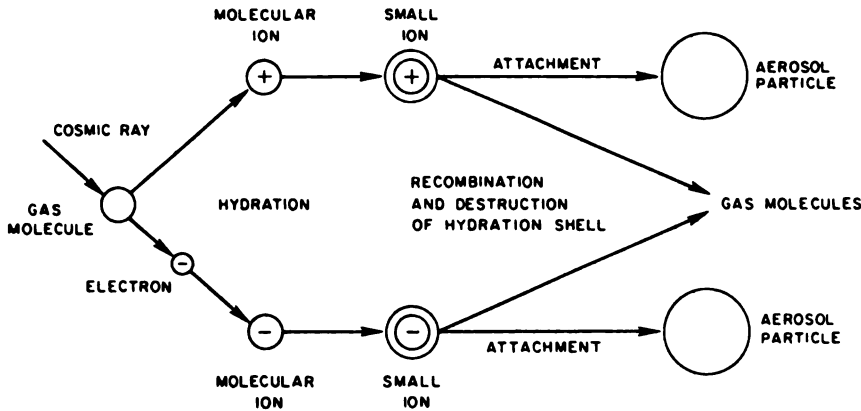 MOLECULAR
ION
SMALL
ION
+
+
ATTACHMENT
AEROSOL
PARTICLE
COSMIC RAY
GAS
MOLECULE
HYDRATION
RECOMBINATION
AND DESTRUCTION
OF HYDRATION SHELL
GAS MOLECULES
-
ELECTRON
-
-
ATTACHMENT
AEROSOL
PARTICLE
MOLECULAR
ION
SMALL
ION